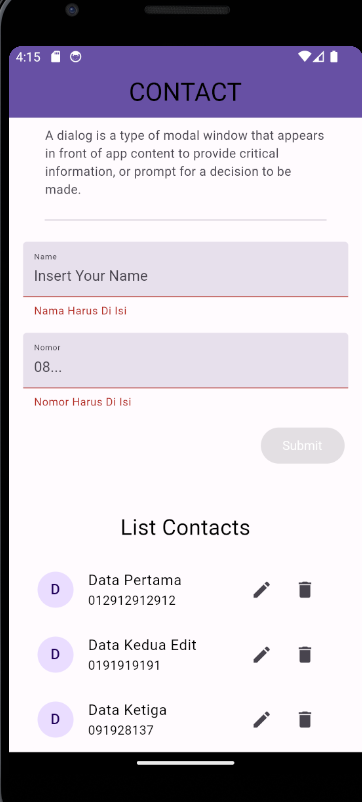 4:15
CONTACT
A dialog is a type of modal window that appears
in front of app content to provide critical
information, or prompt for a decision to be
made.
Name
Insert Your Name
Nama Harus Di Isi
Nomor
08...
Nomor Harus Di Isi
Submit
List Contacts
D
Data Pertama
012912912912
D
Data Kedua Edit
0191919191
D
Data Ketiga
091928137